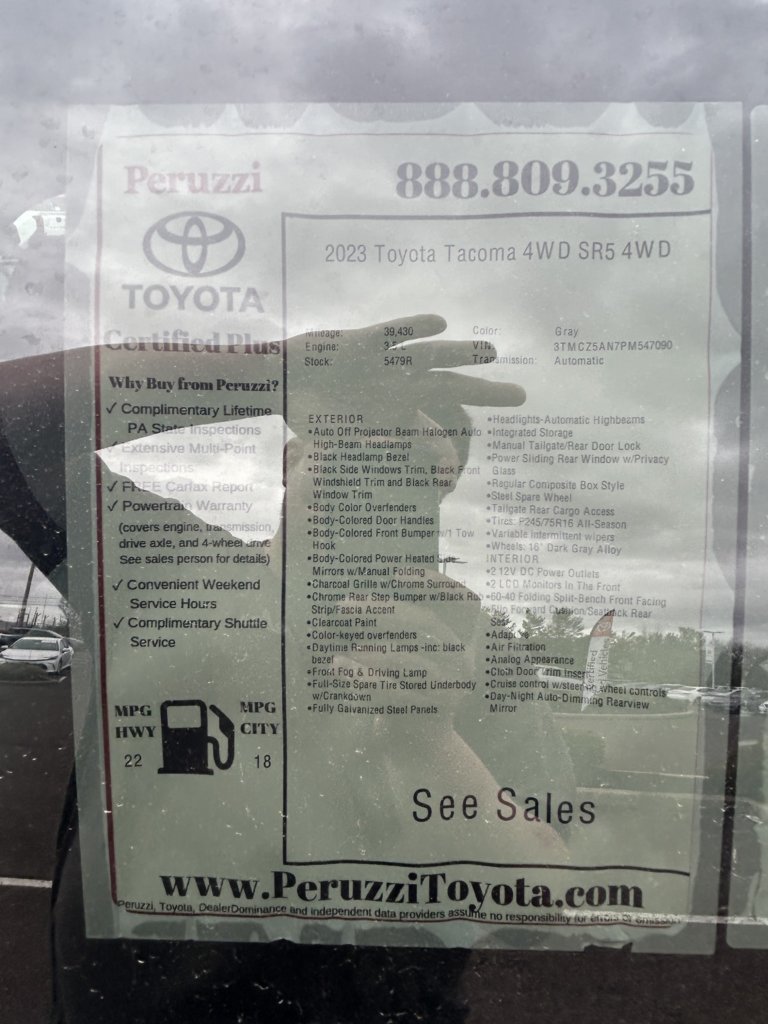 Peruzzi
888.809.3255
TOYOTA
Certified Plus
Why Buy from Peruzzi?
✓ Complimentary Lifetime
PA State Inspections
✓ Extensive Multi-Point
Inspections
✓ FREE Carfax Report
✓ Powertrain Warranty
(covers engine, transmission,
drive axle, and 4-wheel drive
See sales person for details)
✓ Convenient Weekend
Service Hours
✓ Complimentary Shuttle
Service
MPG
HWY
22
MPG
CITY
18
2023 Toyota Tacoma 4WD SR5 4WD
Mileage: 39,430 Color: Gray
Engine: 3.5 L VIN: 3TMCZ5AN7PM547090
Stock: 5479R Transmission: Automatic
EXTERIOR
•Auto Off Projector Beam Halogen Auto
High-Beam Headlamps
•Black Headlamp Bezel
•Black Side Windows Trim, Black Front
Windshield Trim and Black Rear
Window Trim
•Body Color Overfenders
•Body-Colored Door Handles
•Body-Colored Front Bumper w/1 Tow
Hook
•Body-Colored Power Heated Side
Mirrors w/Manual Folding
•Charcoal Grille w/Chrome Surround
•Chrome Rear Step Bumper w/Black Rub
Strip/Fascia Accent
•Clearcoat Paint
•Color-keyed overfenders
•Daytime Running Lamps -inc: black
bezel
•Front Fog & Driving Lamp
•Full-Size Spare Tire Stored Underbody
w/Crankdown
•Fully Galvanized Steel Panels
•Headlights-Automatic Highbeams
•Integrated Storage
•Manual Tailgate/Rear Door Lock
•Power Sliding Rear Window w/Privacy
Glass
•Regular Composite Box Style
•Steel Spare Wheel
•Tailgate Rear Cargo Access
•Tires: P245/75R16 All-Season
•Variable intermittent wipers
•Wheels: 16" Dark Gray Alloy
INTERIOR
•2 12V DC Power Outlets
•2 LCD Monitors In The Front
•60-40 Folding Split-Bench Front Facing
Flip Forward Cushion/Seatback Rear
Seat
•Air Filtration
•Analog Appearance
•Cloth Door Trim Insert
•Cruise control w/steering wheel controls
•Day-Night Auto-Dimming Rearview
Mirror
See Sales
www.PeruzziToyota.com
Peruzzi, Toyota, DealerDominance and independent data providers assume no responsibility for errors or omission